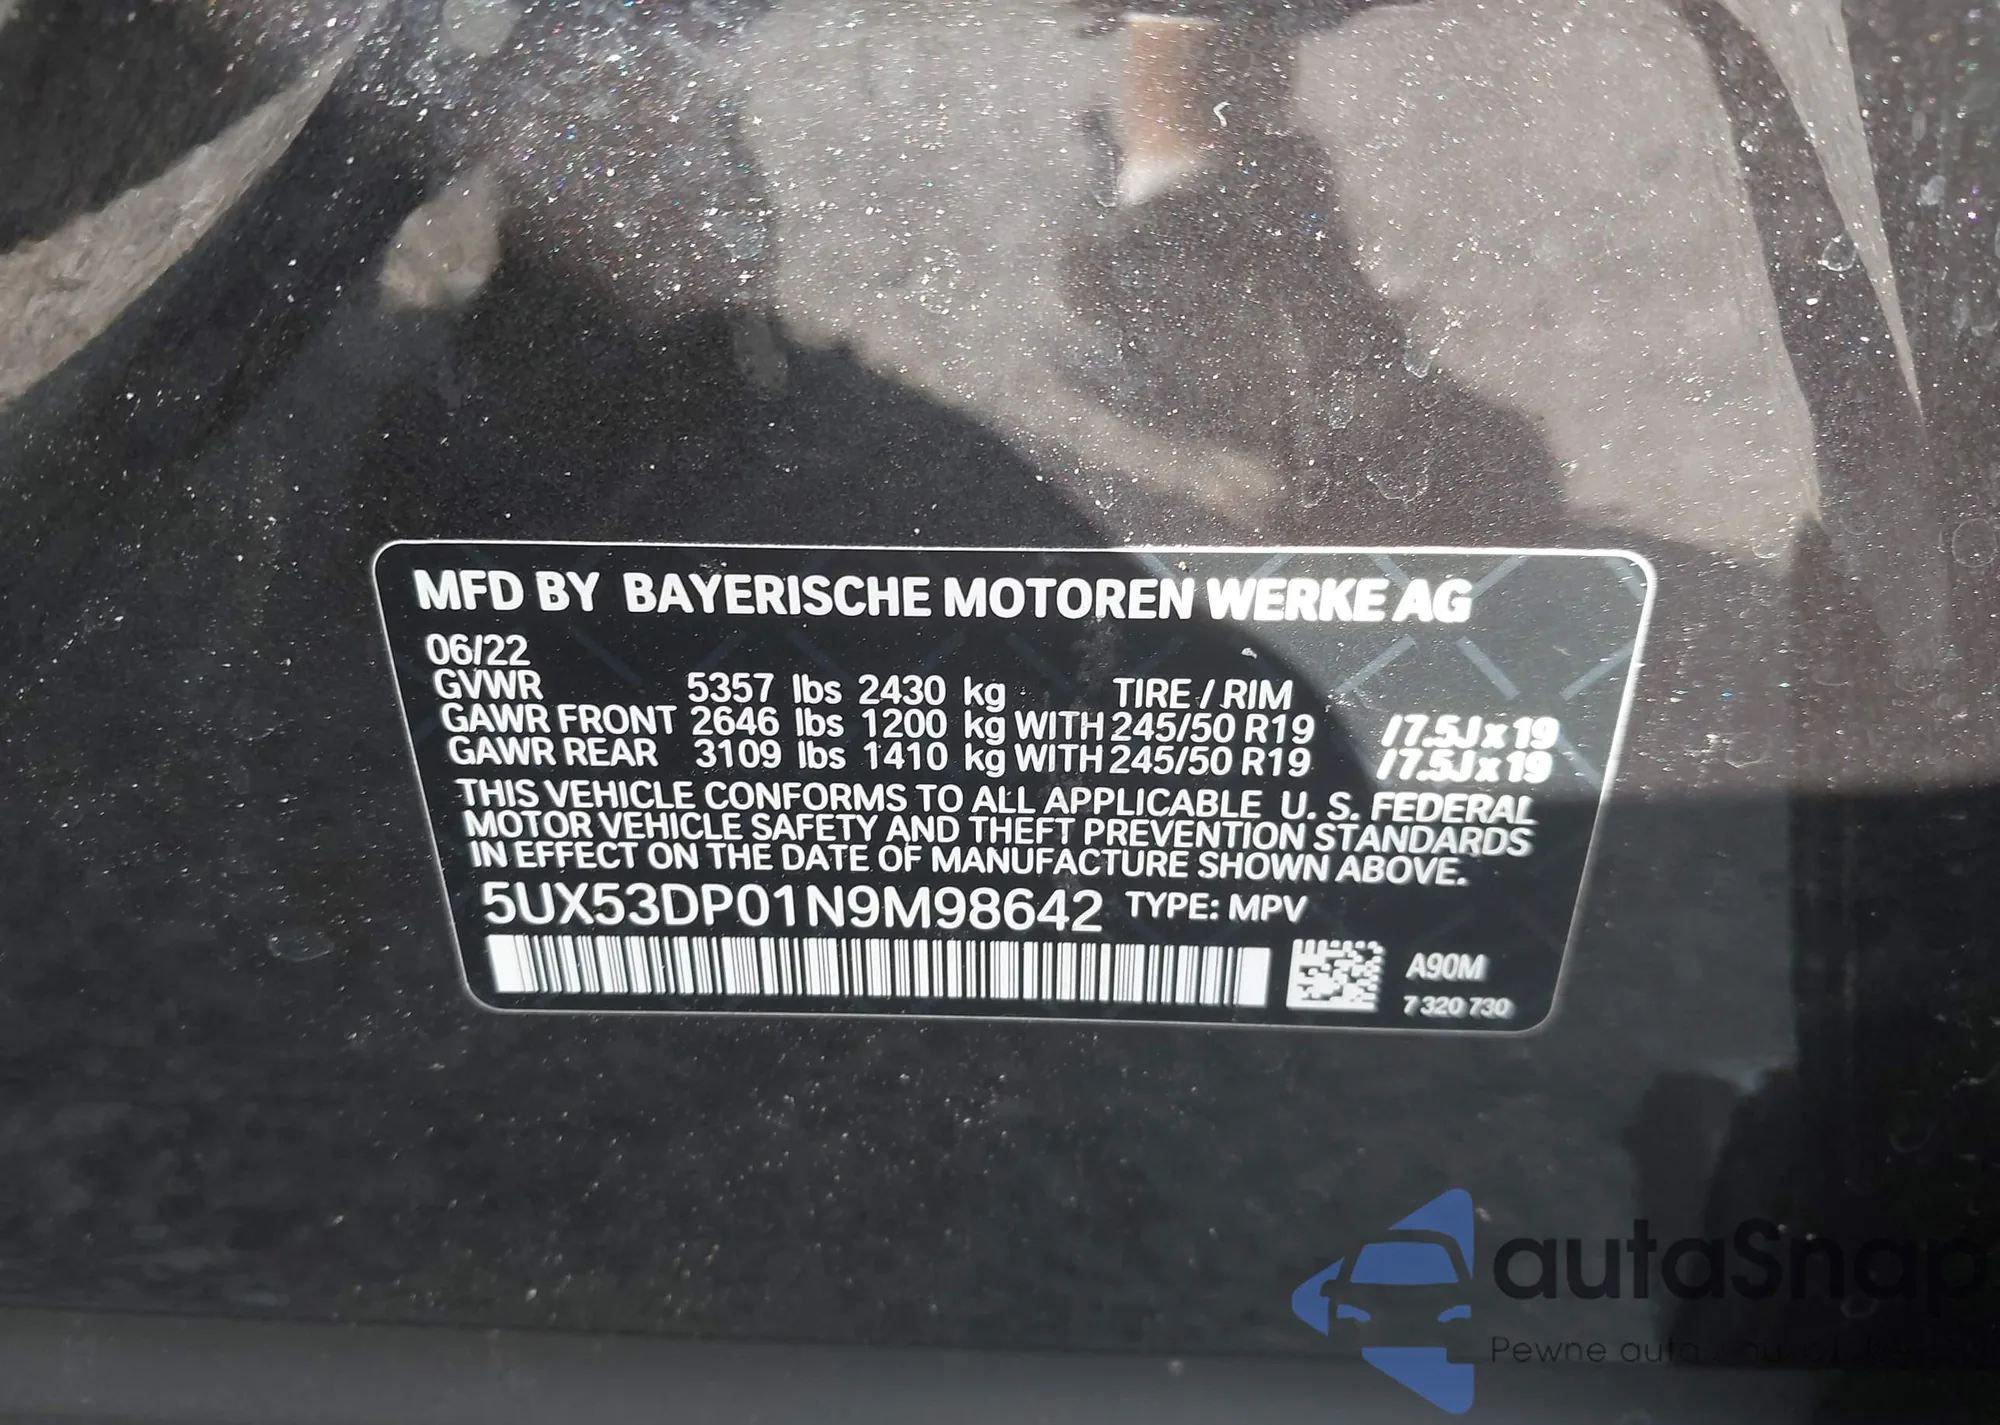 MFD BY BAYERISCHE MOTOREN WERKE AG
06/22
GVWR 5357 lbs 2430 kg TIRE / RIM
GAWR FRONT 2646 lbs 1200 kg WITH 245/50 R19 / 7.5J x 19
GAWR REAR 3109 lbs 1410 kg WITH 245/50 R19 / 7.5J x 19
THIS VEHICLE CONFORMS TO ALL APPLICABLE U. S. FEDERAL
MOTOR VEHICLE SAFETY AND THEFT PREVENTION STANDARDS
IN EFFECT ON THE DATE OF MANUFACTURE SHOWN ABOVE.
5UX53DP01N9M98642 TYPE: MPV
A90M
7 320 730
autaSnap
Pewne auta